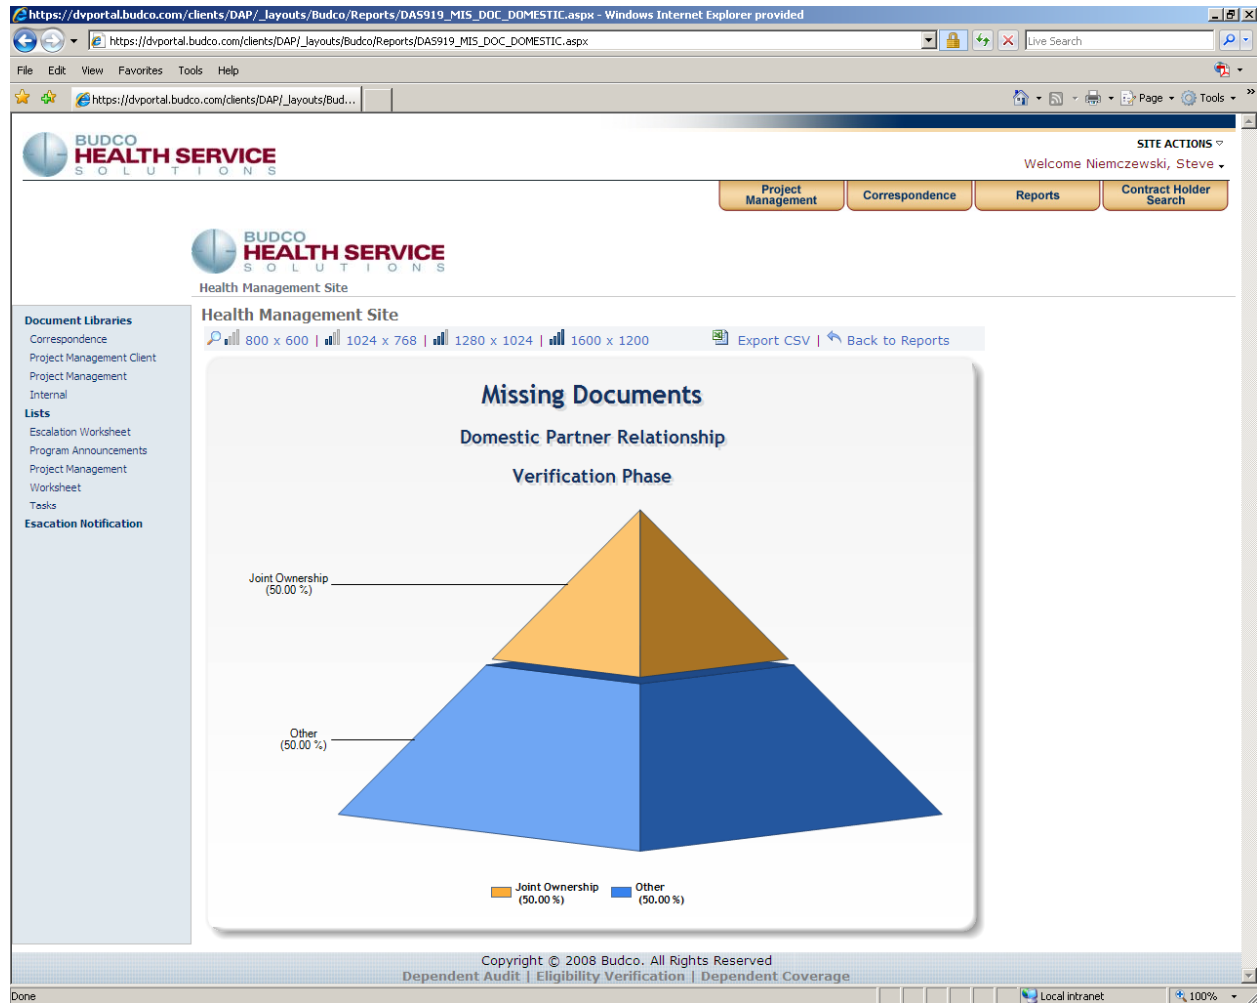 https://dvportal.budco.com/clients/DAP/_layouts/Budco/Reports/DAS919_MIS_DOC_DOMESTIC.aspx - Windows Internet Explorer provided
https://dvportal.budco.com/clients/DAP/_layouts/Budco/Reports/DAS919_MIS_DOC_DOMESTIC.aspx
Live Search
File Edit View Favorites Tools Help
https://dvportal.budco.com/clients/DAP/_layouts/Bud...
Page Tools
BUDCO
HEALTH SERVICE
SOLUTIONS
SITE ACTIONS
Welcome Niemczewski, Steve
Project Management
Correspondence
Reports
Contract Holder Search
BUDCO
HEALTH SERVICE
SOLUTIONS
Health Management Site
Document Libraries
Correspondence
Project Management Client
Project Management
Internal
Lists
Escalation Worksheet
Program Announcements
Project Management
Worksheet
Tasks
Esacation Notification
Health Management Site
800 x 600 | 1024 x 768 | 1280 x 1024 | 1600 x 1200 Export CSV | Back to Reports
Missing Documents
Domestic Partner Relationship
Verification Phase
Joint Ownership
(50.00 %)
Other
(50.00 %)
Joint Ownership
(50.00 %)
Other
(50.00 %)
Copyright © 2008 Budco. All Rights Reserved
Dependent Audit | Eligibility Verification | Dependent Coverage
Done
Local intranet
100%